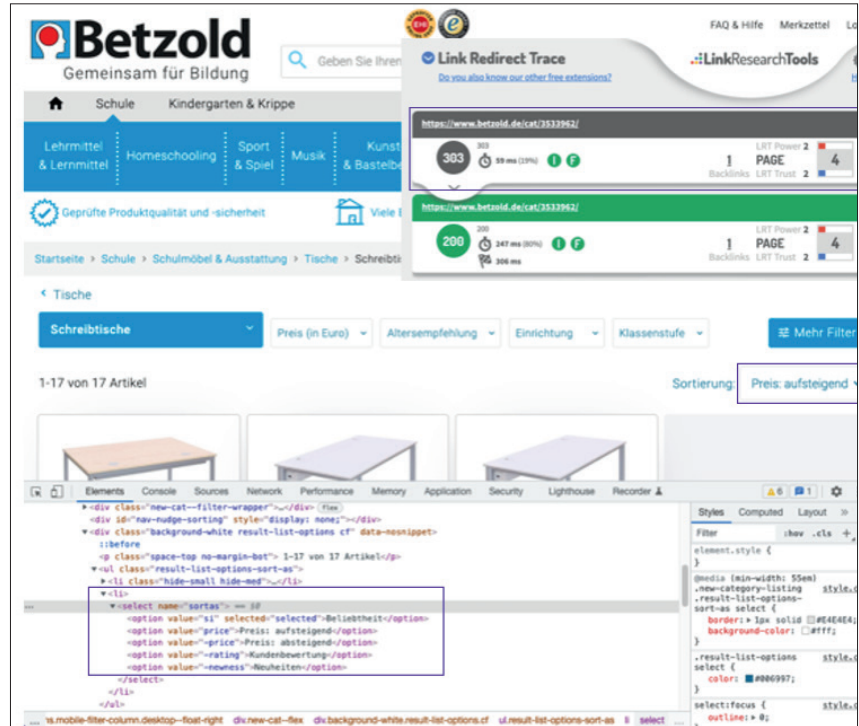 Betzold
Gemeinsam für Bildung
Geben Sie Ihren
FAQ & Hilfe Merkzettel
Link Redirect Trace
Do you also know our other free extensions?
LinkResearchTools
Schule Kindergarten & Krippe
Lehrmittel & Lernmittel
Homeschooling
Sport & Spiel
Musik
Kunst & Bastelbe
https://www.betzold.de/cat/3533962/
303
303
59 ms (19%)
I F
1 Backlinks
PAGE
LRT Power 2
LRT Trust 2
4
https://www.betzold.de/cat/3533962/
200
200
247 ms (80%)
306 ms
I F
1 Backlinks
PAGE
LRT Power 2
LRT Trust 2
4
Geprüfte Produktqualität und -sicherheit
Startseite > Schule > Schulmöbel & Ausstattung > Tische > Schreibti
Tische
Schreibtische
Preis (in Euro)
Altersempfehlung
Einrichtung
Klassenstufe
Mehr Filter
1-17 von 17 Artikel
Sortierung: Preis: aufsteigend
Elements Console Sources Network Performance Memory Application Security Lighthouse Recorder
6 1
<div class="new-cat--filter-wrapper">…</div> flex
<div id="nav-nudge-sorting" style="display: none;"></div>
<div class="background-white result-list-options cf" data-nosnippet>
::before
<p class="space-top no-margin-bot"> 1-17 von 17 Artikel</p>
<ul class="result-list-options-sort-as">
<li class="hide-small hide-med">…</li>
<li>
<select name="sortas"> == $0
<option value="si" selected="selected">Beliebtheit</option>
<option value="price">Preis: aufsteigend</option>
<option value="-price">Preis: absteigend</option>
<option value="-rating">Kundenbewertung</option>
<option value="-newness">Neuheiten</option>
</select>
</li>
</ul>
Styles Computed Layout »
Filter :hov .cls +
element.style {
}
@media (min-width: 55em)
.new-category-listing style.c
.result-list-options-
sort-as select {
border: 1px solid #E4E4E4;
background-color: #fff;
}
.result-list-options style.c
select {
color: #006997;
}
select:focus { style.c
outline: 0;
... ns.mobile-filter-column.desktop--float-right div.new-cat--flex div.background-white.result-list-options.cf ul.result-list-options-sort-as li select ...